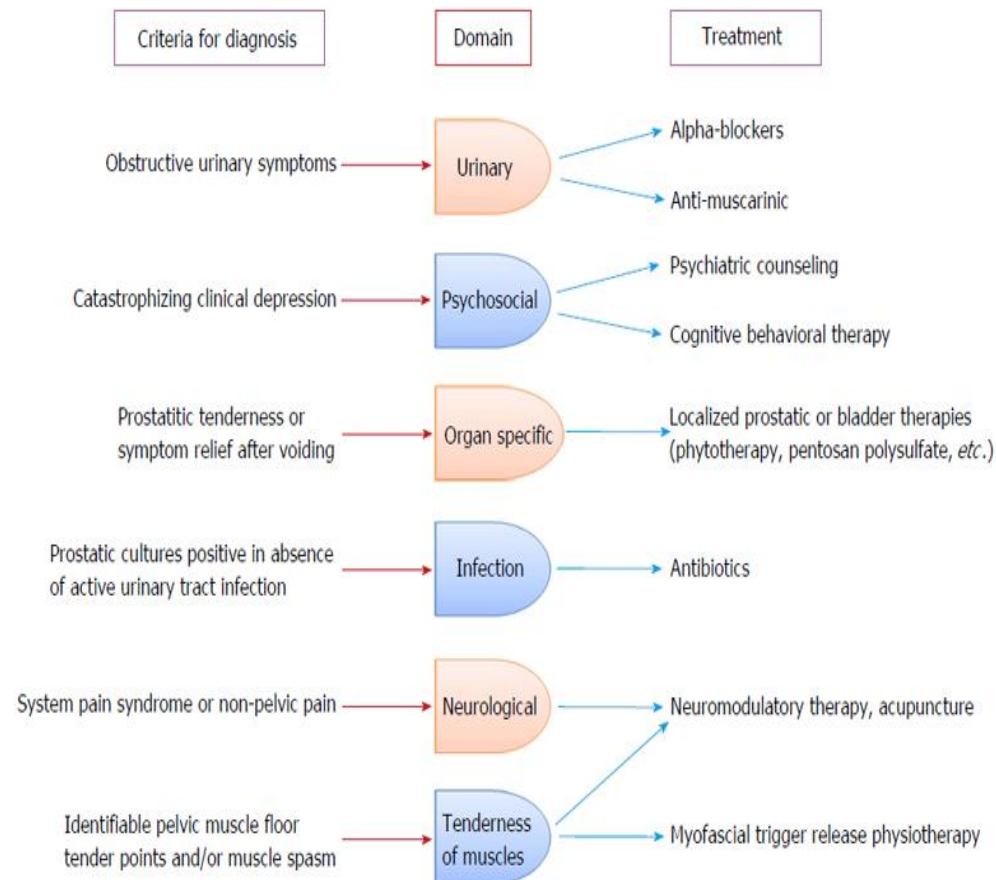 Criteria for diagnosis
Domain
Treatment
Obstructive urinary symptoms
Urinary
Alpha-blockers
Anti-muscarinic
Catastrophizing clinical depression
Psychosocial
Psychiatric counseling
Cognitive behavioral therapy
Prostatitic tenderness or
symptom relief after voiding
Organ specific
Localized prostatic or bladder therapies
(phytotherapy, pentosan polysulfate, etc.)
Prostatic cultures positive in absence
of active urinary tract infection
Infection
Antibiotics
System pain syndrome or non-pelvic pain
Neurological
Neuromodulatory therapy, acupuncture
Identifiable pelvic muscle floor
tender points and/or muscle spasm
Tenderness
of muscles
Myofascial trigger release physiotherapy